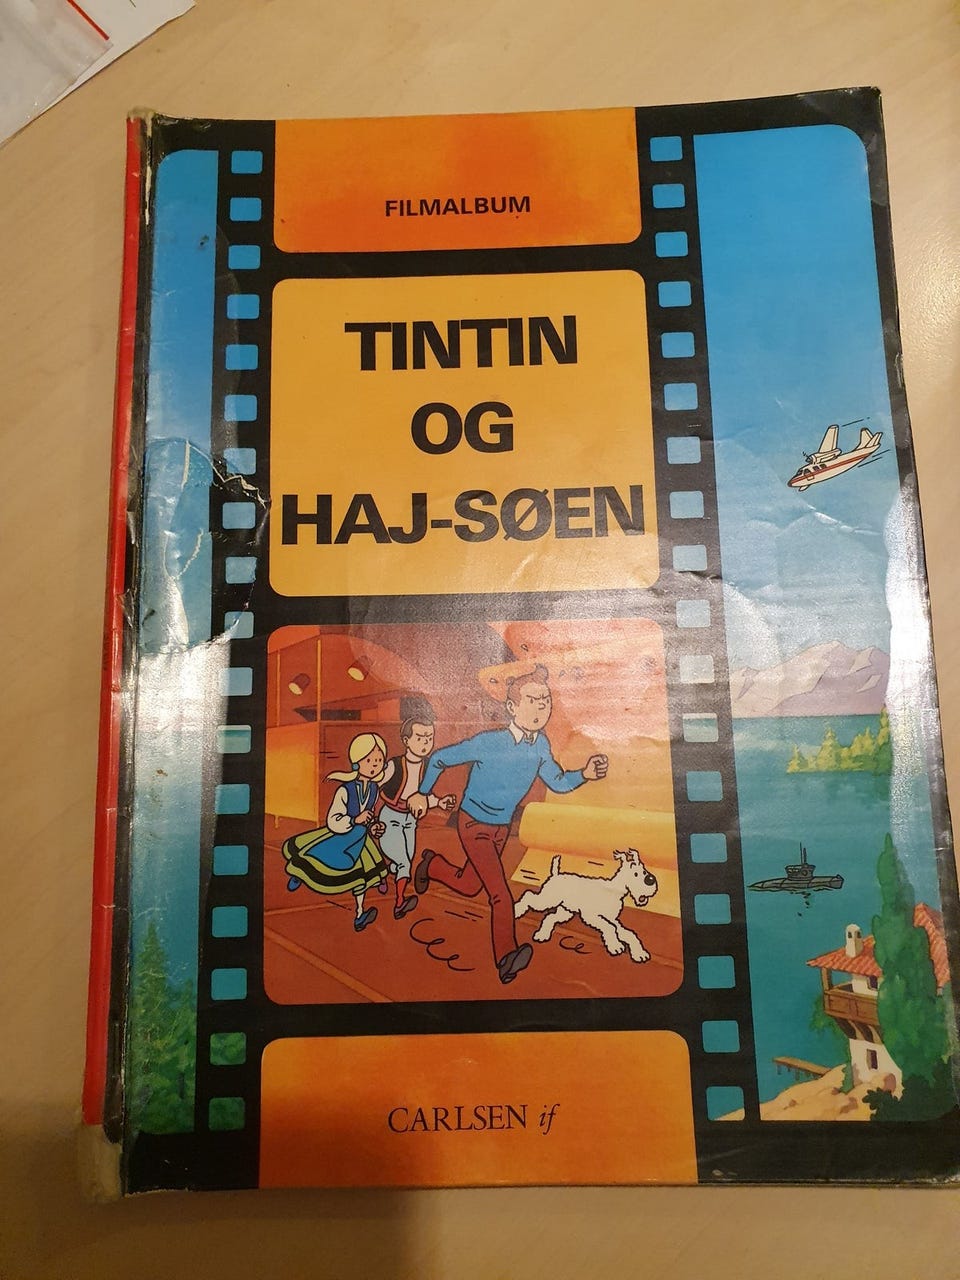 FILMALBUM
TINTIN
OG
HAJ-SØEN
CARLSEN if